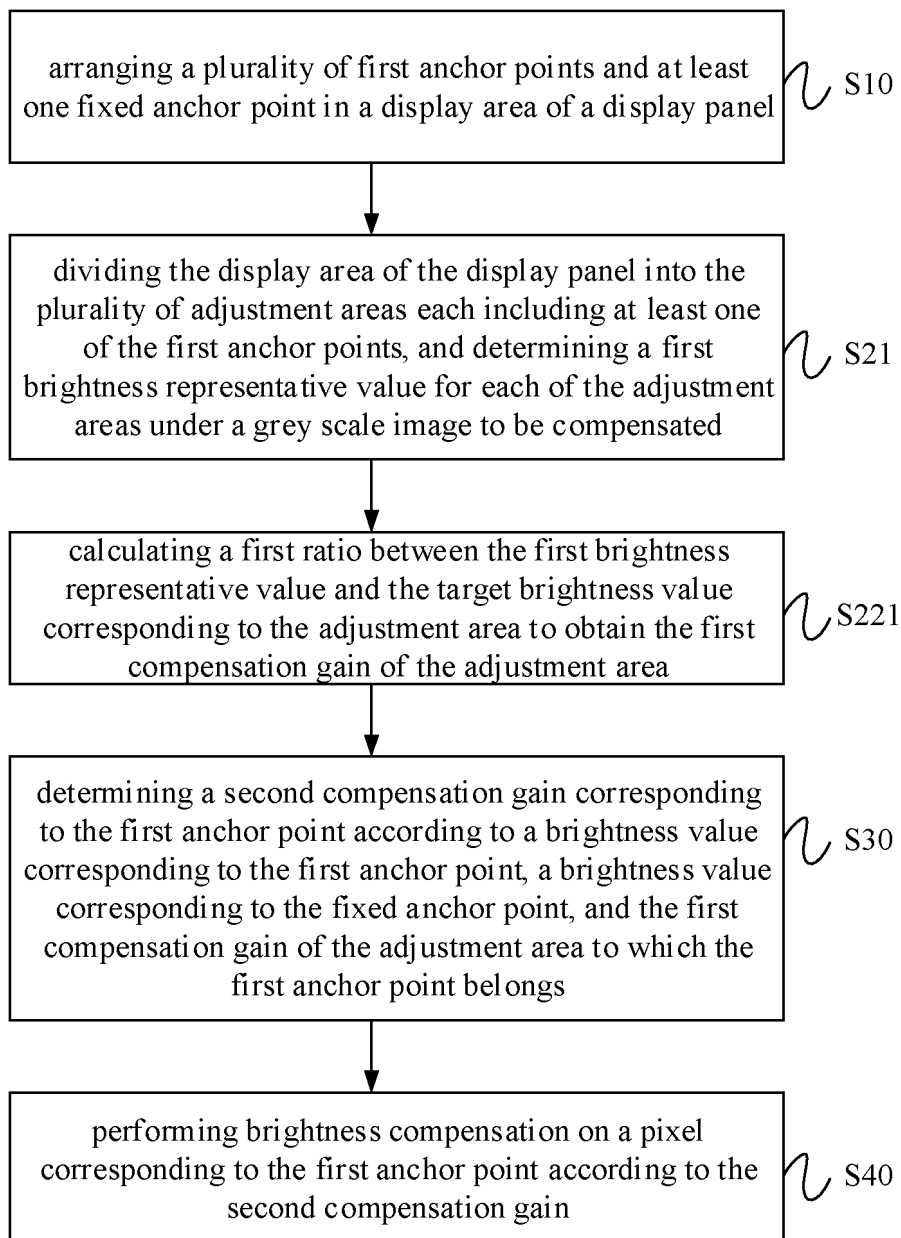 arranging a plurality of first anchor points and at least
one fixed anchor point in a display area of a display panel
S10
dividing the display area of the display panel into the
plurality of adjustment areas each including at least one
of the first anchor points, and determining a first
brightness representative value for each of the adjustment
areas under a grey scale image to be compensated
S21
calculating a first ratio between the first brightness
representative value and the target brightness value
corresponding to the adjustment area to obtain the first
compensation gain of the adjustment area
S221
determining a second compensation gain corresponding
to the first anchor point according to a brightness value
corresponding to the first anchor point, a brightness value
corresponding to the fixed anchor point, and the first
compensation gain of the adjustment area to which the
first anchor point belongs
S30
performing brightness compensation on a pixel
corresponding to the first anchor point according to the
second compensation gain
S40